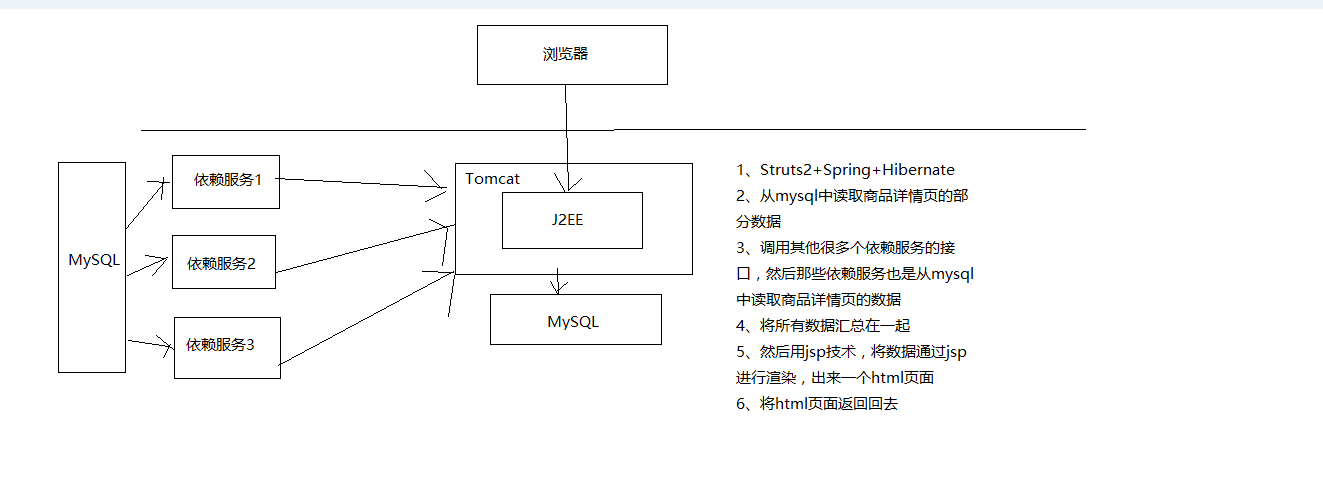 浏览器
Tomcat
J2EE
MySQL
MySQL
依赖服务1
依赖服务2
依赖服务3
1、Struts2+Spring+Hibernate
2、从mysql中读取商品详情页的部
分数据
3、调用其他很多个依赖服务的接
口，然后那些依赖服务也是从mysql
中读取商品详情页的数据
4、将所有数据汇总在一起
5、然后用jsp技术，将数据通过jsp
进行渲染，出来一个html页面
6、将html页面返回回去